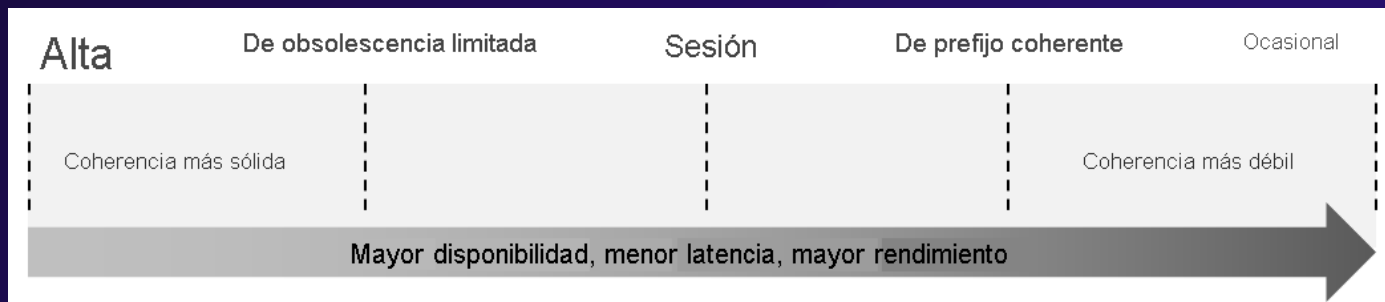 Alta
De obsolescencia limitada
Sesión
De prefijo coherente
Ocasional
Coherencia más sólida
Coherencia más débil
Mayor disponibilidad, menor latencia, mayor rendimiento